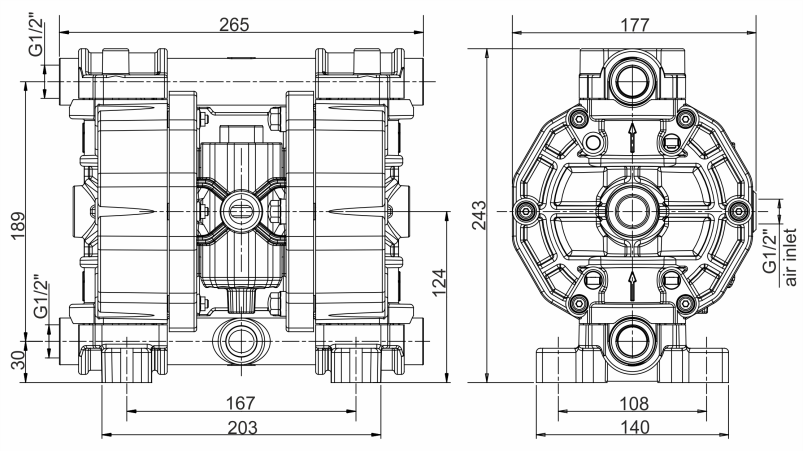 265
G1/2"
189
G1/2"
30
124
167
203
177
243
G1/2"
air inlet
108
140